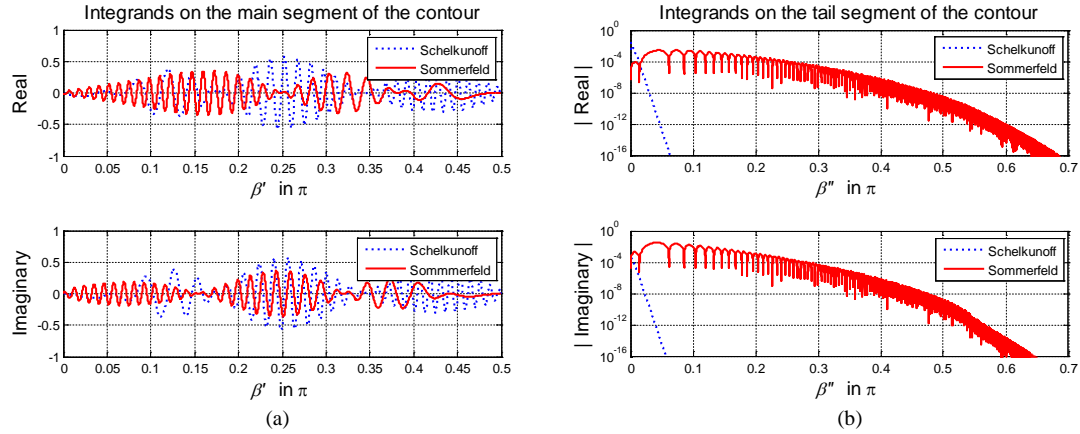 Integrands on the main segment of the contour
1
0.5
0
-0.5
-1
Real
Schelkunoff
Sommerfeld
0 0.05 0.1 0.15 0.2 0.25 0.3 0.35 0.4 0.45 0.5
β′ in π
1
0.5
0
-0.5
-1
Imaginary
Schelkunoff
Sommmerfeld
0 0.05 0.1 0.15 0.2 0.25 0.3 0.35 0.4 0.45 0.5
β′ in π
(a)
Integrands on the tail segment of the contour
10^0
10^-4
10^-8
10^-12
10^-16
| Real |
Schelkunoff
Sommerfeld
0 0.1 0.2 0.3 0.4 0.5 0.6 0.7
β″ in π
10^0
10^-4
10^-8
10^-12
10^-16
| Imaginary |
Schelkunoff
Sommerfeld
0 0.1 0.2 0.3 0.4 0.5 0.6 0.7
β″ in π
(b)